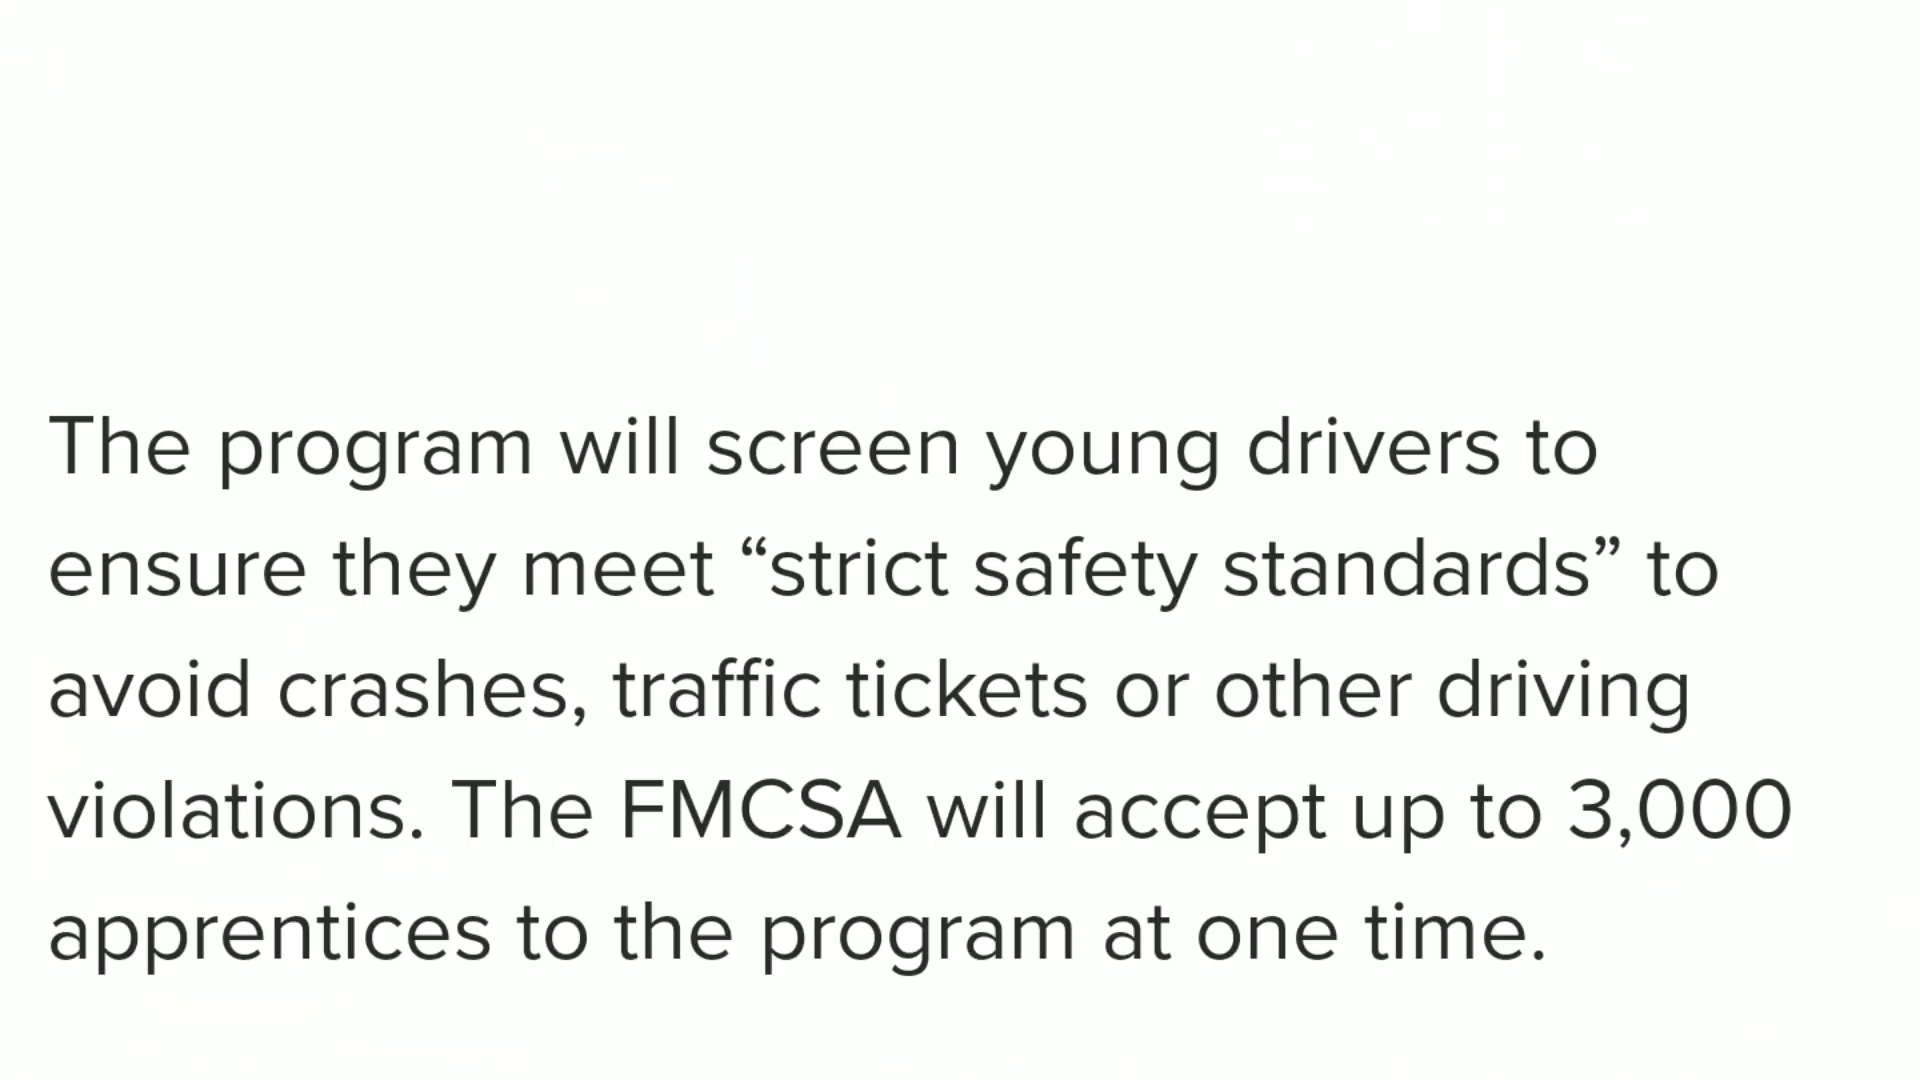 The program will screen young drivers to
ensure they meet “strict safety standards” to
avoid crashes, traffic tickets or other driving
violations. The FMCSA will accept up to 3,000
apprentices to the program at one time.